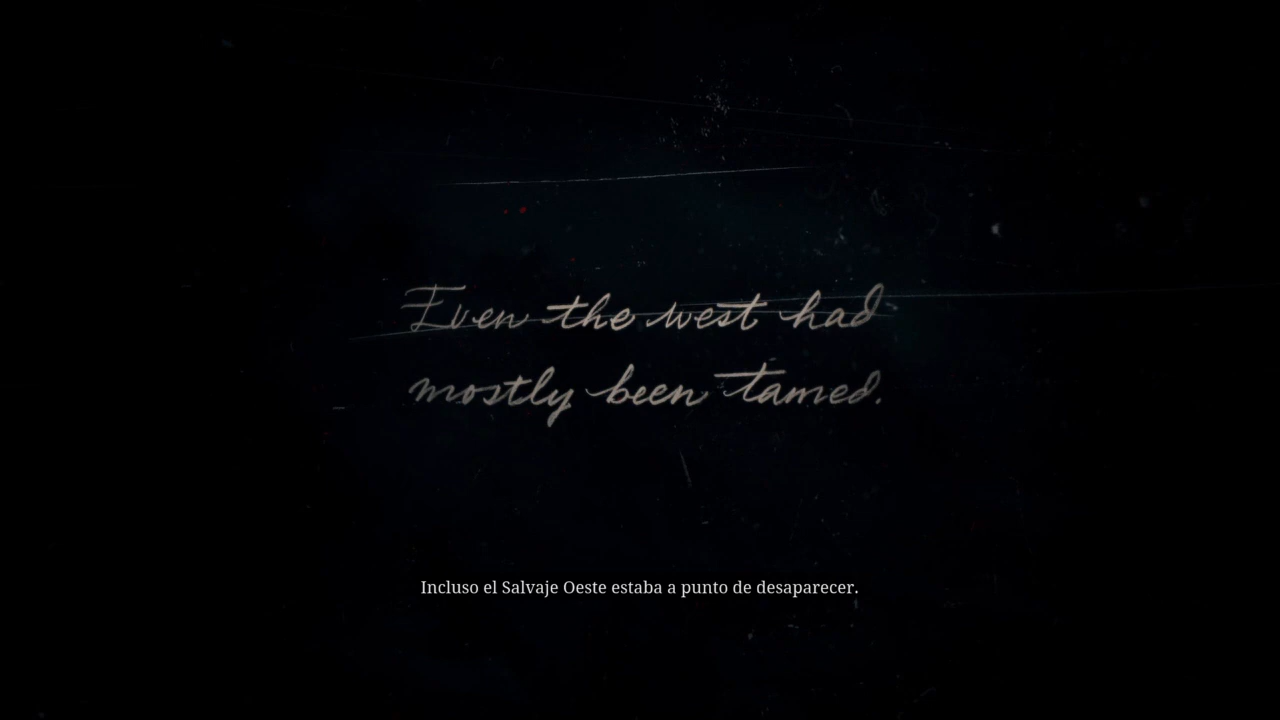 Even the west had
mostly been tamed.
Incluso el Salvaje Oeste estaba a punto de desaparecer.